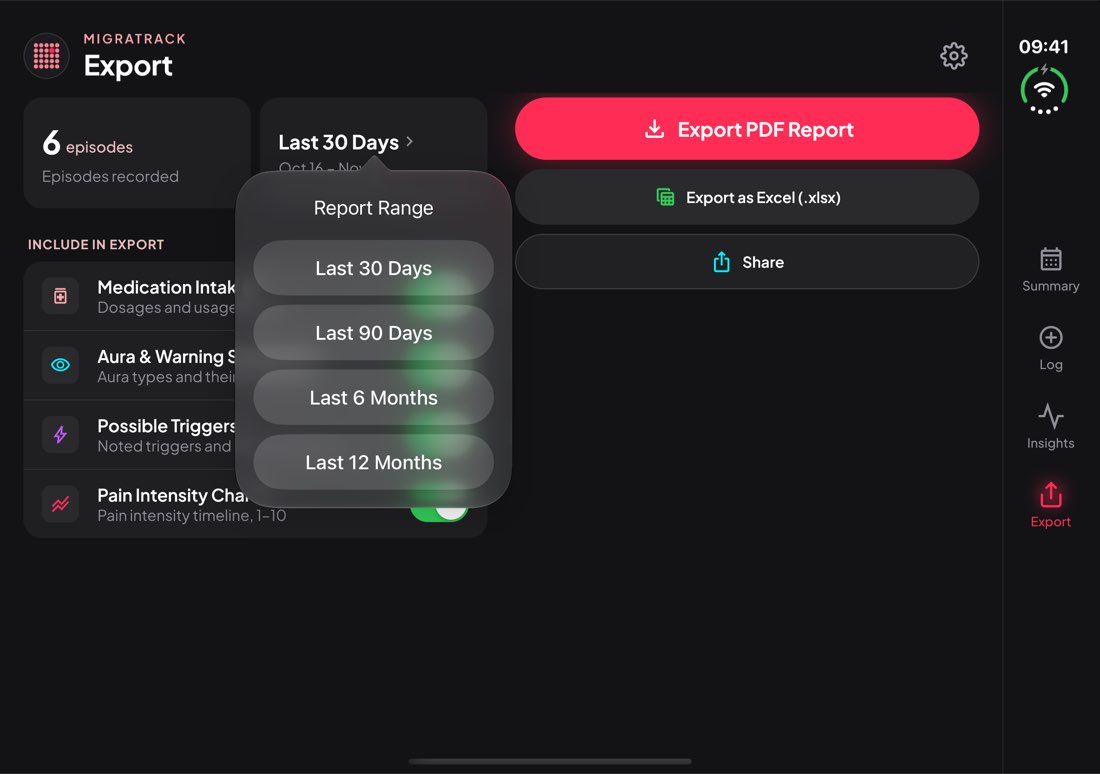 MIGRATRACK
Export
6 episodes
Episodes recorded
Last 30 Days
Oct 16 –
Report Range
Last 30 Days
Last 90 Days
Last 6 Months
Last 12 Months
INCLUDE IN EXPORT
Medication
Dosages and usage
Aura & Warning
Aura types and
Possible Triggers
Noted triggers and
Pain Intensity
Pain intensity timeline, 1–10
Export PDF Report
Export as Excel (.xlsx)
Share
09:41
Summary
Log
Insights
Export